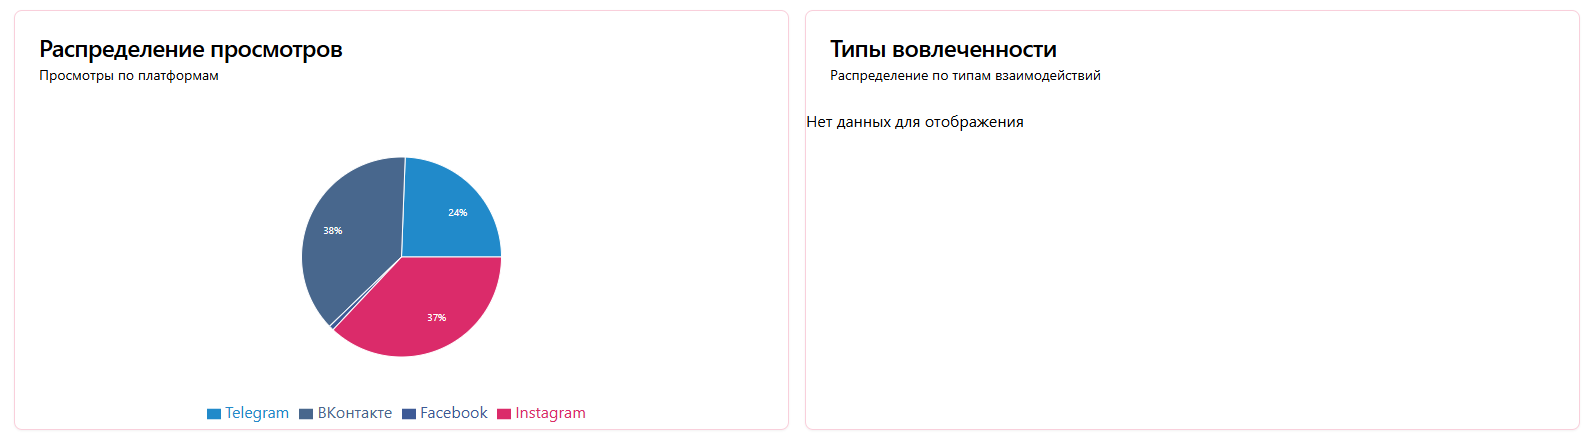 Распределение просмотров
Просмотры по платформам
24%
38%
37%
Telegram ВКонтакте Facebook Instagram
Типы вовлеченности
Распределение по типам взаимодействий
Нет данных для отображения